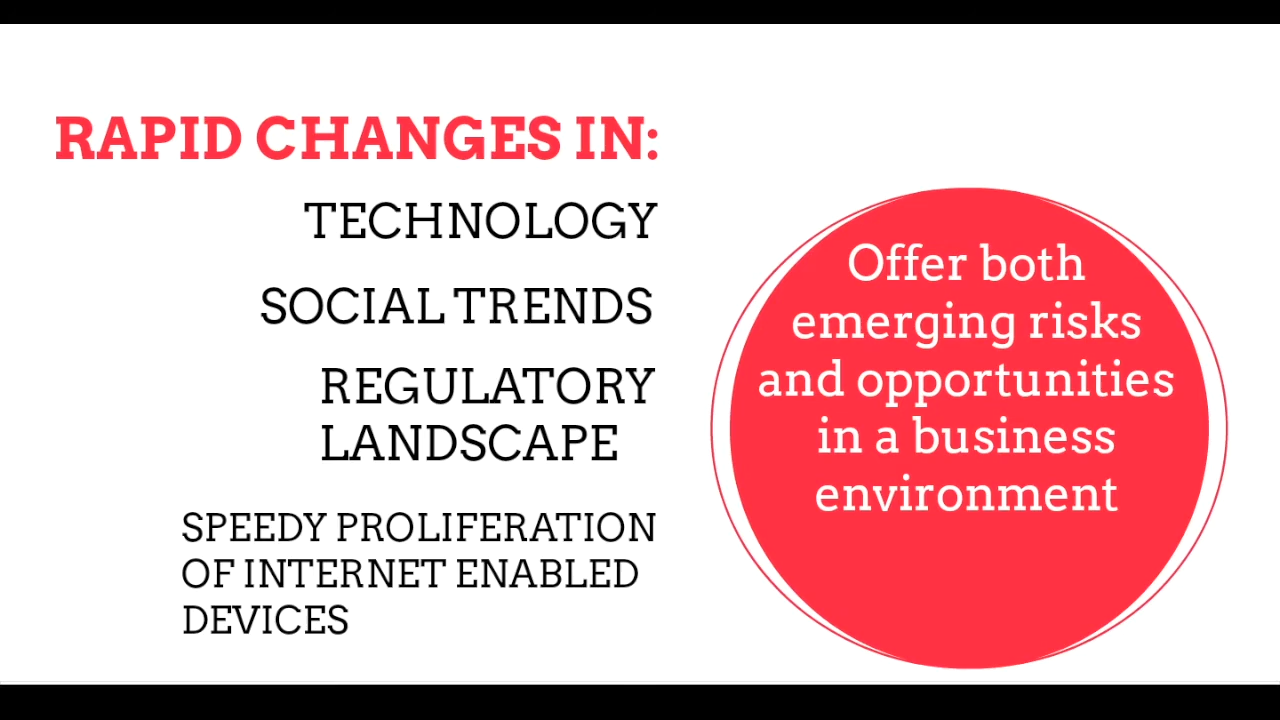 RAPID CHANGES IN:
TECHNOLOGY
SOCIAL TRENDS
REGULATORY
LANDSCAPE
SPEEDY PROLIFERATION
OF INTERNET ENABLED
DEVICES
Offer both
emerging risks
and opportunities
in a business
environment